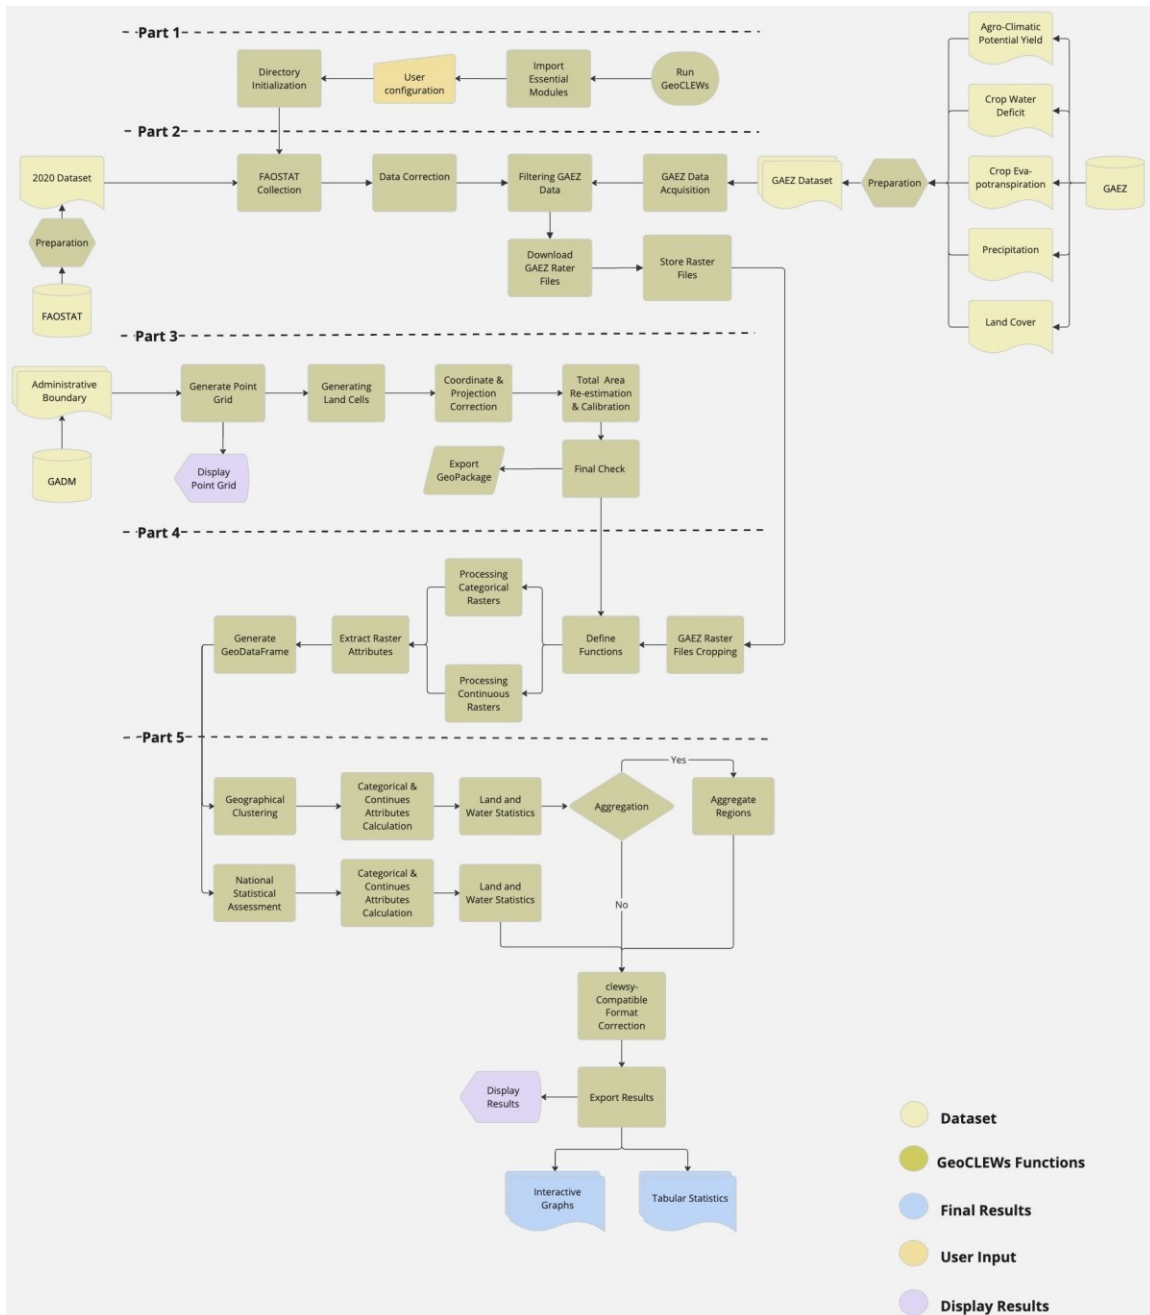 Part 1
Directory
Initialization
User
configuration
Import
Essential
Modules
Run
GeoCLEWs
Agro-Climatic
Potential Yield
Crop Water
Deficit
Crop Eva-
potranspiration
Precipitation
Land Cover
GAEZ
Preparation
Part 2
2020 Dataset
Preparation
FAOSTAT
FAOSTAT
Collection
Data Correction
Filtering GAEZ
Data
GAEZ Data
Acquisition
GAEZ Dataset
Download
GAEZ Rater
Files
Store Raster
Files
Part 3
Administrative
Boundary
GADM
Generate Point
Grid
Generating
Land Cells
Coordinate &
Projection
Correction
Total Area
Re-estimation
& Calibration
Display
Point Grid
Export
GeoPackage
Final Check
Part 4
Processing
Categorical
Rasters
Generate
GeoDataFrame
Extract Raster
Attributes
Define
Functions
GAEZ Raster
Files Cropping
Processing
Continuous
Rasters
Part 5
Yes
Geographical
Clustering
Categorical &
Continues
Attributes
Calculation
Land and
Water Statistics
Aggregation
Aggregate
Regions
National
Statistical
Assessment
Categorical &
Continues
Attributes
Calculation
Land and
Water Statistics
No
clewsy-
Compatible
Format
Correction
Display
Results
Export Results
Interactive
Graphs
Tabular Statistics
Dataset
GeoCLEWs Functions
Final Results
User Input
Display Results